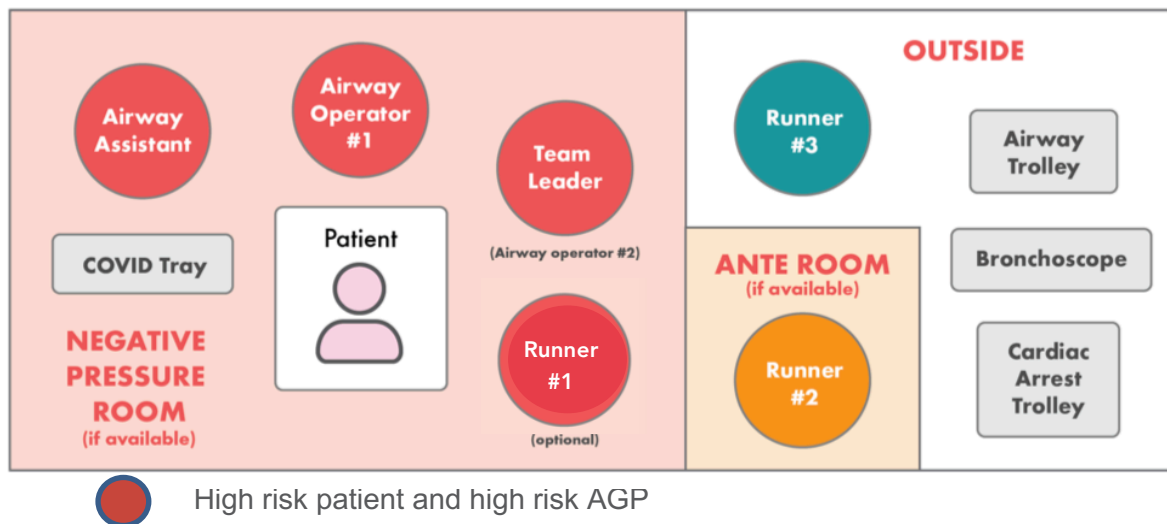 Airway
Assistant
Airway
Operator
#1
Team
Leader
(Airway operator #2)
COVID Tray
Patient
NEGATIVE
PRESSURE
ROOM
(if available)
Runner
#1
(optional)
OUTSIDE
Runner
#3
Airway
Trolley
ANTE ROOM
(if available)
Runner
#2
Bronchoscope
Cardiac
Arrest
Trolley
High risk patient and high risk AGP